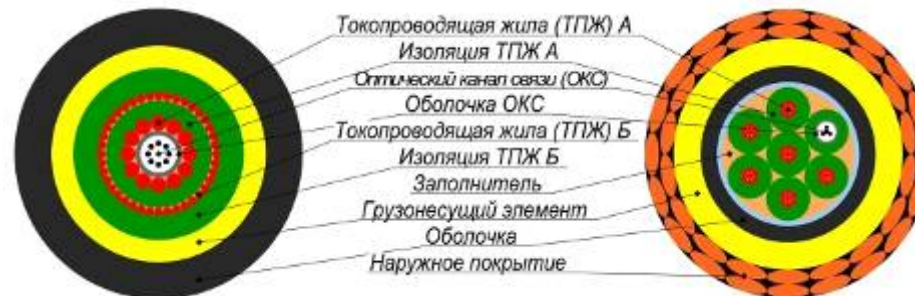 Токопроводящая жила (ТПЖ) А
Изоляция ТПЖ А
Оптический канал связи (ОКС)
Оболочка ОКС
Токопроводящая жила (ТПЖ) Б
Изоляция ТПЖ Б
Заполнитель
Грузонесущий элемент
Оболочка
Наружное покрытие